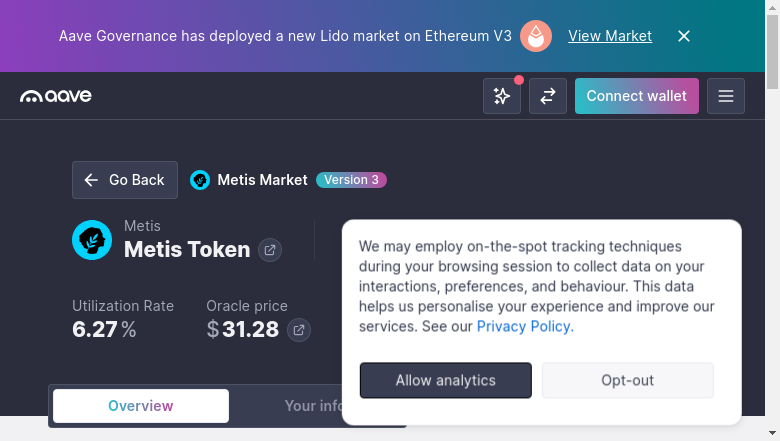 Aave Governance has deployed a new Lido market on Ethereum V3 View Market
aave
Connect wallet
Go Back
Metis Market
Version 3
Metis
Metis Token
Utilization Rate
6.27%
Oracle price
$31.28
We may employ on-the-spot tracking techniques
during your browsing session to collect data on your
interactions, preferences, and behaviour. This data
helps us personalise your experience and improve our
services. See our Privacy Policy.
Allow analytics
Opt-out
Overview
Your